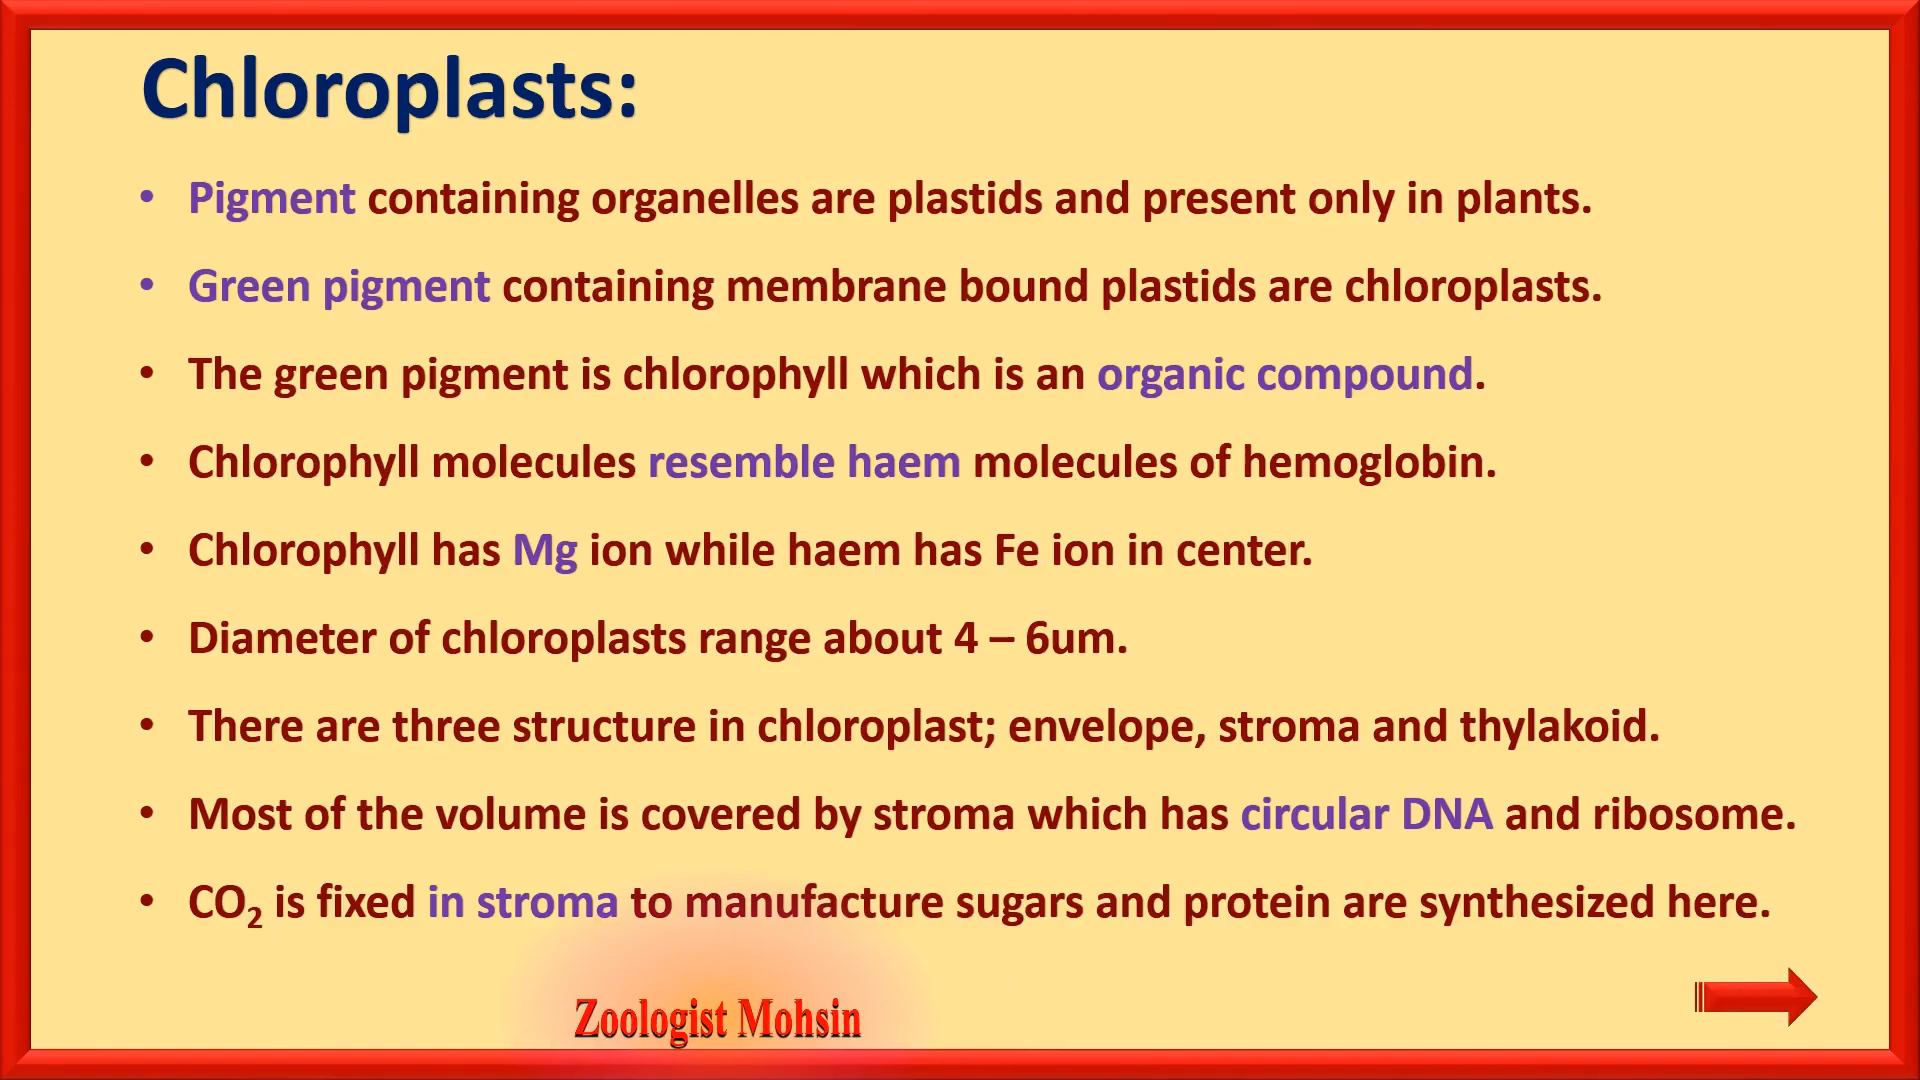 Chloroplasts:
• Pigment containing organelles are plastids and present only in plants.
• Green pigment containing membrane bound plastids are chloroplasts.
• The green pigment is chlorophyll which is an organic compound.
• Chlorophyll molecules resemble haem molecules of hemoglobin.
• Chlorophyll has Mg ion while haem has Fe ion in center.
• Diameter of chloroplasts range about 4 – 6um.
• There are three structure in chloroplast; envelope, stroma and thylakoid.
• Most of the volume is covered by stroma which has circular DNA and ribosome.
• CO₂ is fixed in stroma to manufacture sugars and protein are synthesized here.
Zoologist Mohsin